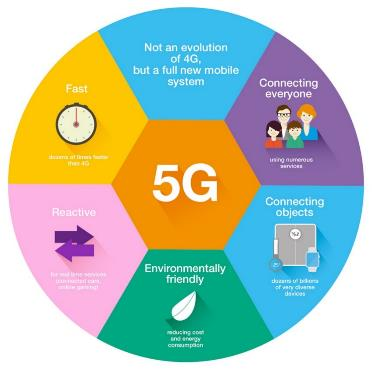 Not an evolution
of 4G,
but a full new mobile
system
Connecting
everyone
using numerous
services
Connecting
objects
dozens of billions
of very diverse
devices
Environmentally
friendly
reducing cost
and energy
consumption
Reactive
for real time services
(connected cars,
online gaming)
Fast
dozens of times faster
than 4G
5G